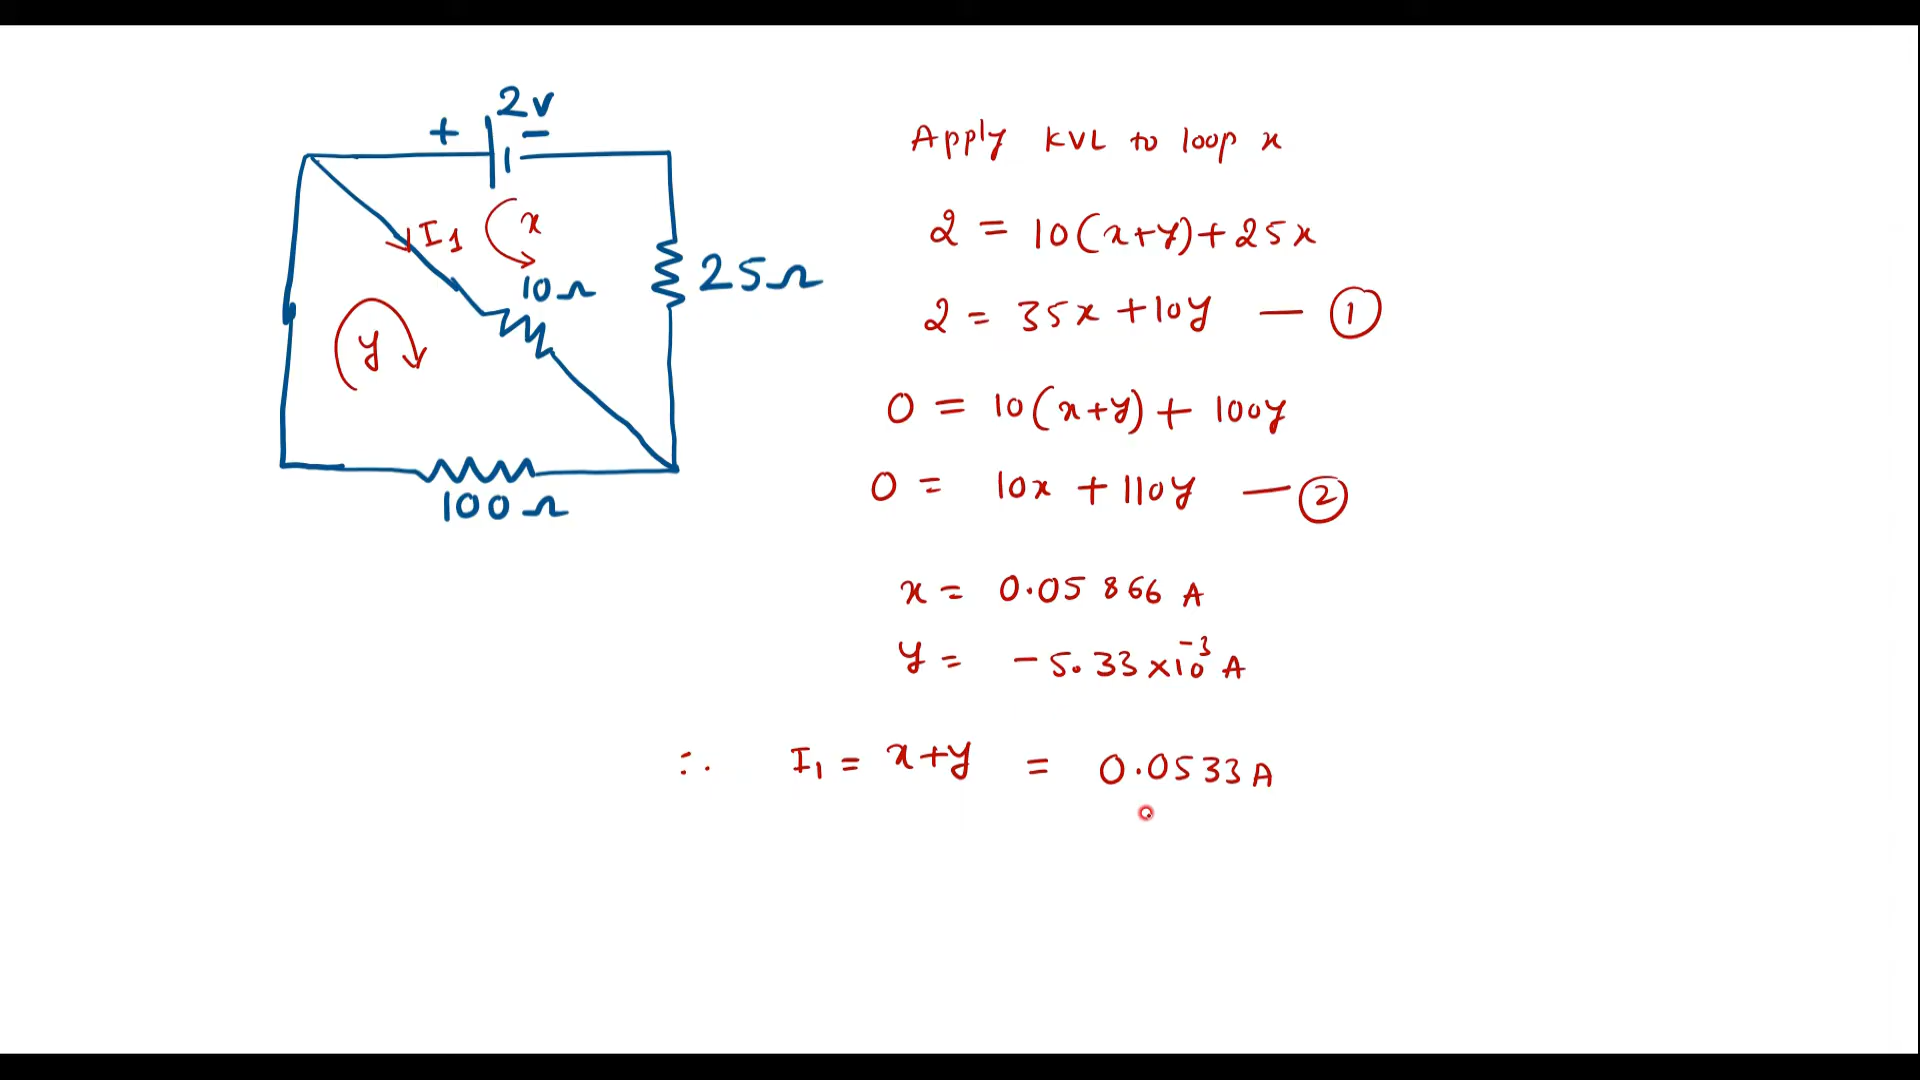 + 2v −
I1 x
10Ω
25Ω
y
100Ω
Apply KVL to loop x
2 = 10(x+y)+25x
2 = 35x+10y — ①
0 = 10(x+y)+100y
0 = 10x + 110y — ②
x = 0.05866 A
y = −5.33×10⁻³ A
∴ I₁ = x+y = 0.0533A